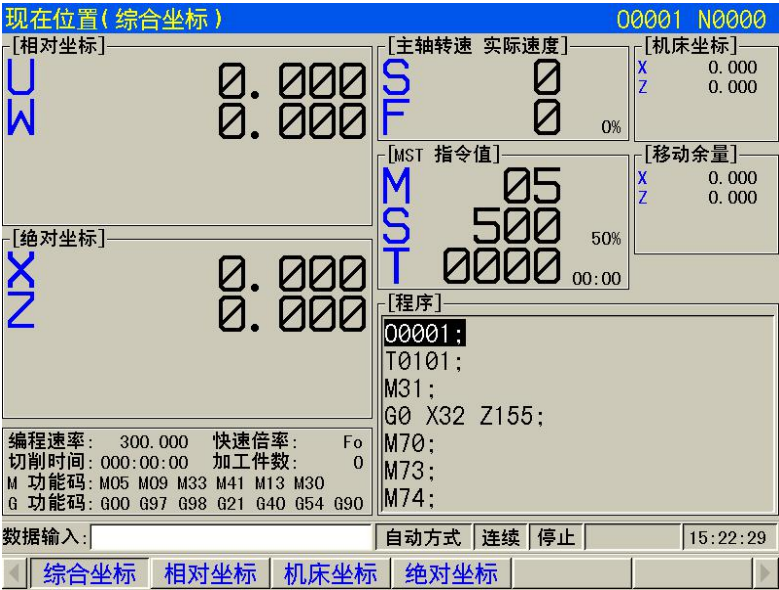 现在位置(综合坐标) O0001 N0000
[相对坐标]
U 0.000
W 0.000
[主轴转速 实际速度]
S 0
F 0 0%
[机床坐标]
X 0.000
Z 0.000
[MST 指令值]
M 05
S 500 50%
T 0000 00:00
[移动余量]
X 0.000
Z 0.000
[绝对坐标]
X 0.000
Z 0.000
[程序]
O0001;
T0101;
M31;
G0 X32 Z155;
M70;
M73;
M74;
编程速率: 300.000 快速倍率: Fo
切削时间: 000:00:00 加工件数: 0
M 功能码: M05 M09 M33 M41 M13 M30
G 功能码: G00 G97 G98 G21 G40 G54 G90
数据输入: 自动方式 连续 停止 15:22:29
综合坐标 相对坐标 机床坐标 绝对坐标